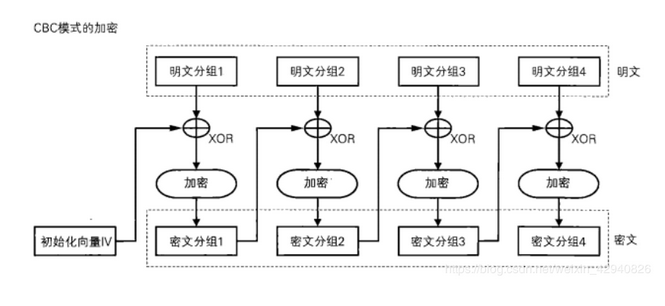 CBC模式的加密
明文分组1 明文分组2 明文分组3 明文分组4 明文
XOR XOR XOR XOR
加密 加密 加密 加密
初始化向量IV 密文分组1 密文分组2 密文分组3 密文分组4 密文